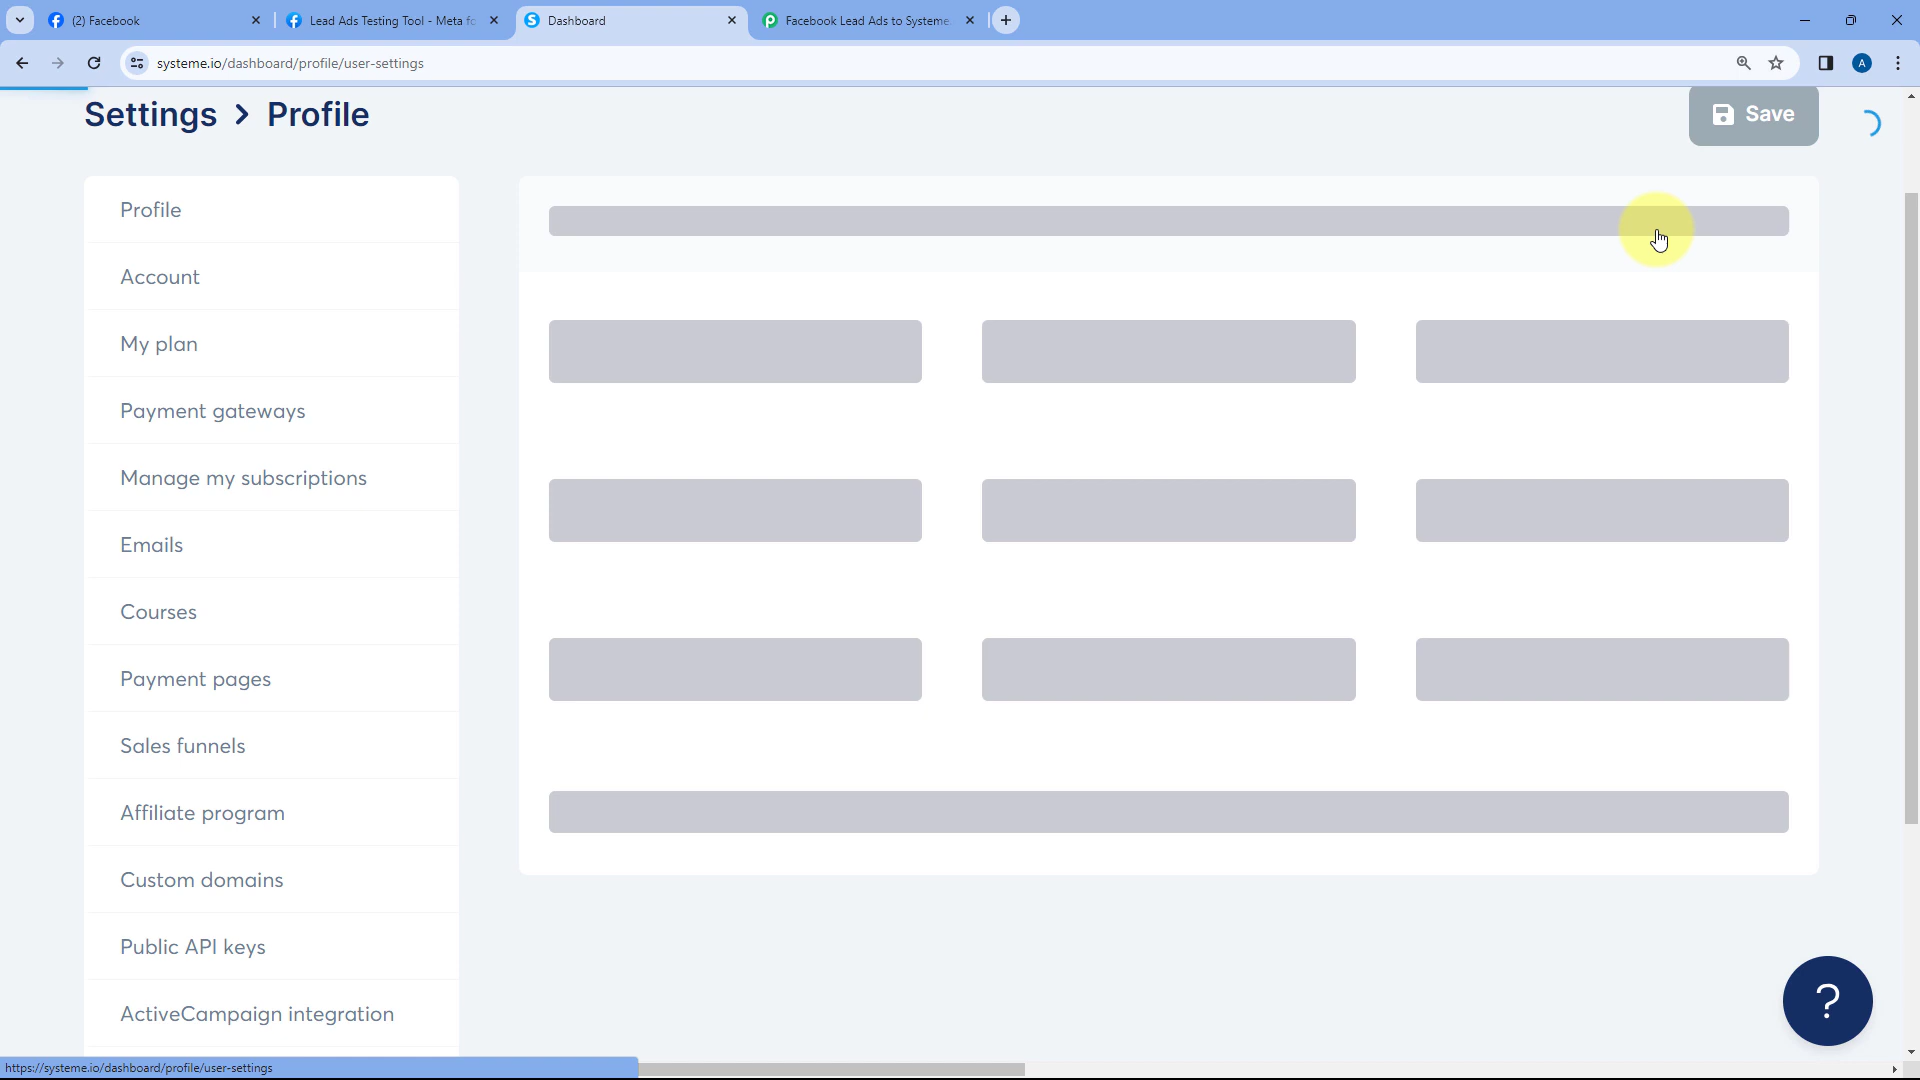 (2) Facebook
Lead Ads Testing Tool - Meta fo
Dashboard
Facebook Lead Ads to Systeme
systeme.io/dashboard/profile/user-settings
A
Settings > Profile
Save
Profile
Account
My plan
Payment gateways
Manage my subscriptions
Emails
Courses
Payment pages
Sales funnels
Affiliate program
Custom domains
Public API keys
ActiveCampaign integration
?
https://systeme.io/dashboard/profile/user-settings